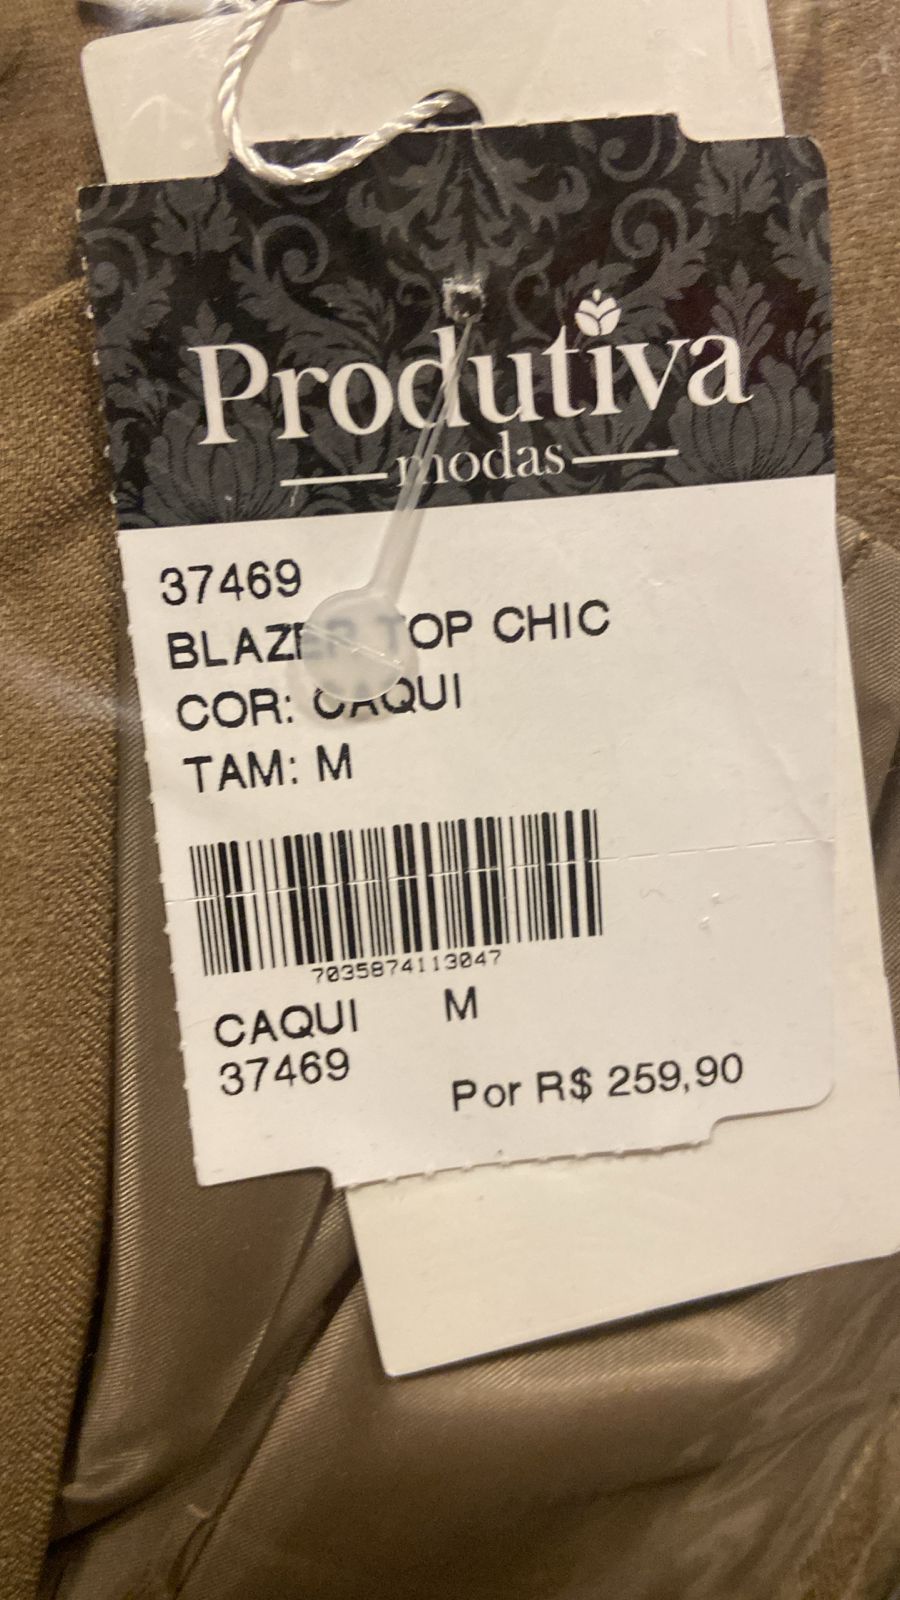 Produtiva
modas
37469
BLAZER TOP CHIC
COR: CAQUI
TAM: M
7035874113047
CAQUI M
37469
Por R$ 259,90